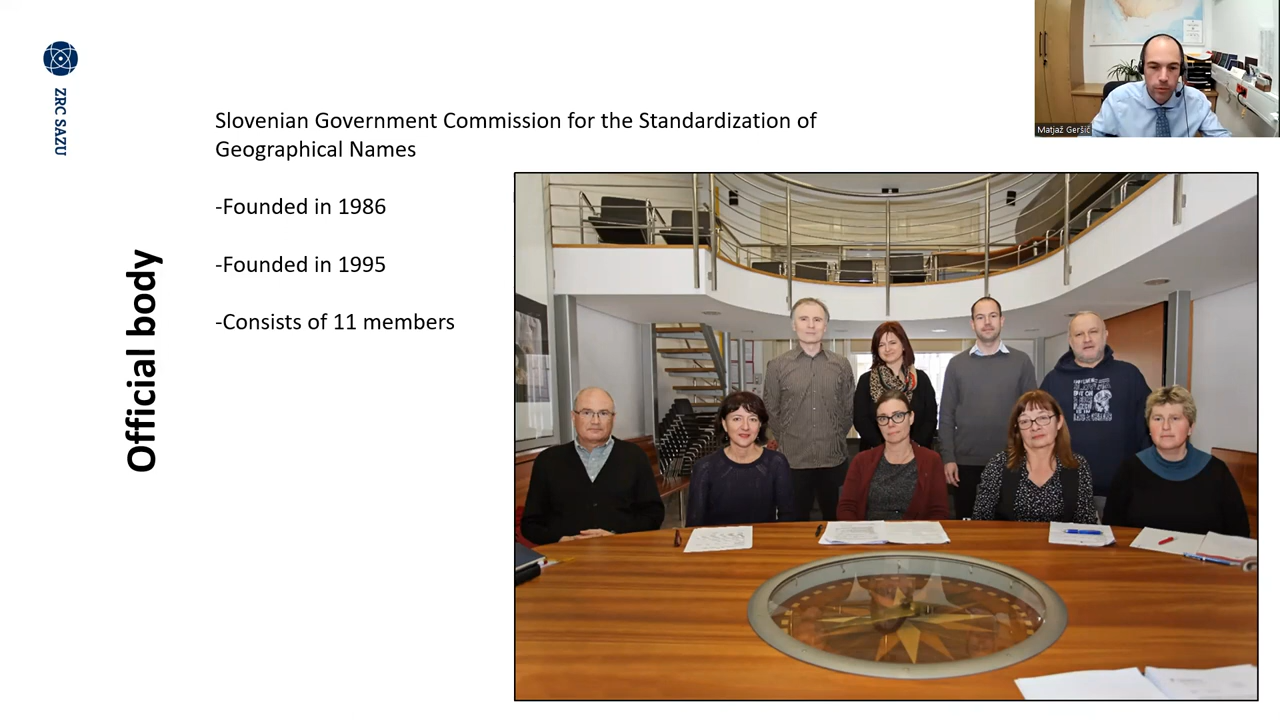 ZRC SAZU
Official body
Slovenian Government Commission for the Standardization of
Geographical Names
-Founded in 1986
-Founded in 1995
-Consists of 11 members
Matjaž Geršič